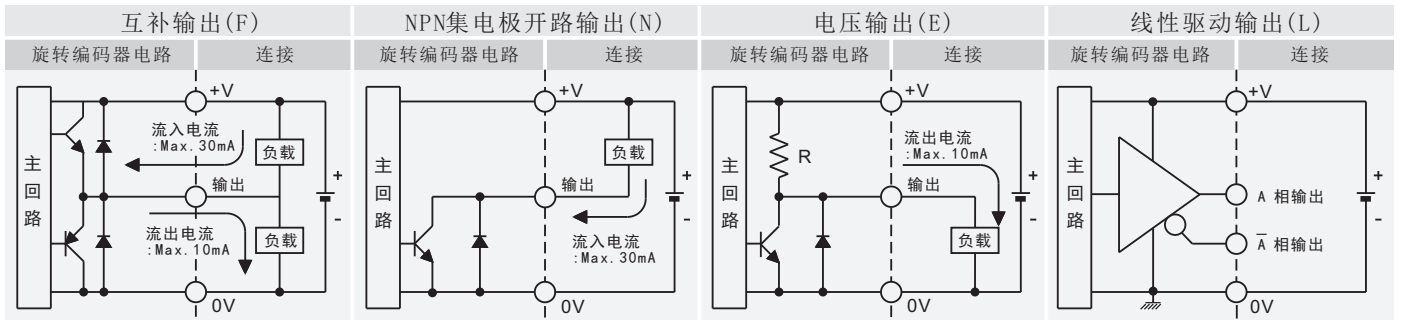 互补输出(F)
旋转编码器电路
连接
主
回
路
+V
流入电流
:Max.30mA
负载
输出
+
-
流出电流
:Max.10mA
负载
0V
NPN集电极开路输出(N)
旋转编码器电路
连接
主
回
路
+V
负载
输出
+
-
流入电流
:Max.30mA
0V
电压输出(E)
旋转编码器电路
连接
主
回
路
+V
R
流出电流
:Max.10mA
输出
+
-
负载
0V
线性驱动输出(L)
旋转编码器电路
连接
主
回
路
+V
A 相输出
+
-
A̅ 相输出
0V